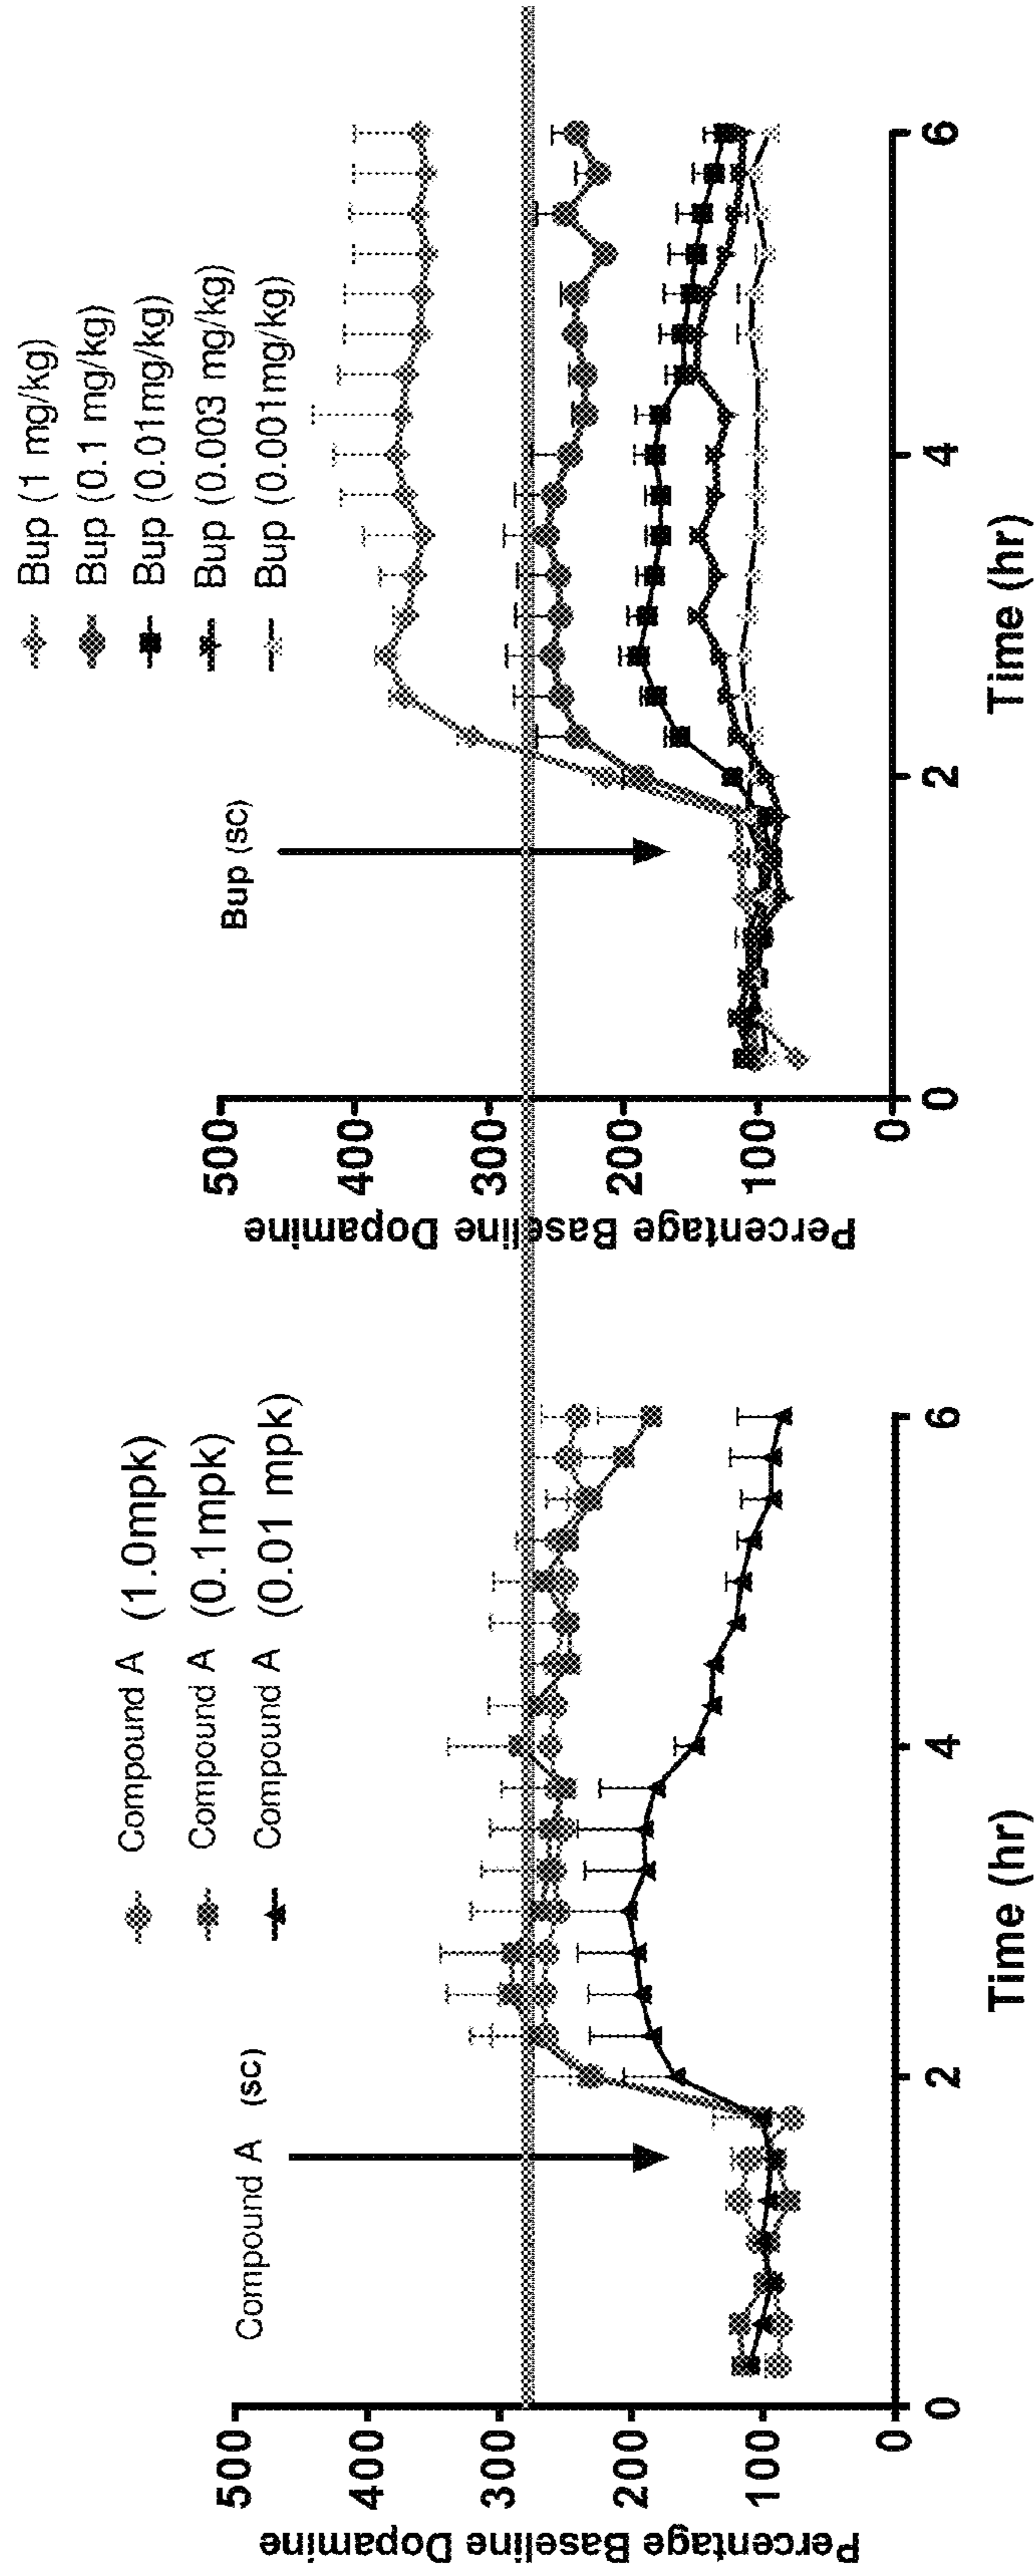 Compound A (1.0mpk)
Compound A (0.1mpk)
Compound A (0.01 mpk)
Compound A (sc)
Percentage Baseline Dopamine
500
400
300
200
100
0
0
2
4
6
Time (hr)
Bup (1 mg/kg)
Bup (0.1 mg/kg)
Bup (0.01mg/kg)
Bup (0.003 mg/kg)
Bup (0.001mg/kg)
Bup (sc)
Percentage Baseline Dopamine
500
400
300
200
100
0
0
2
4
6
Time (hr)